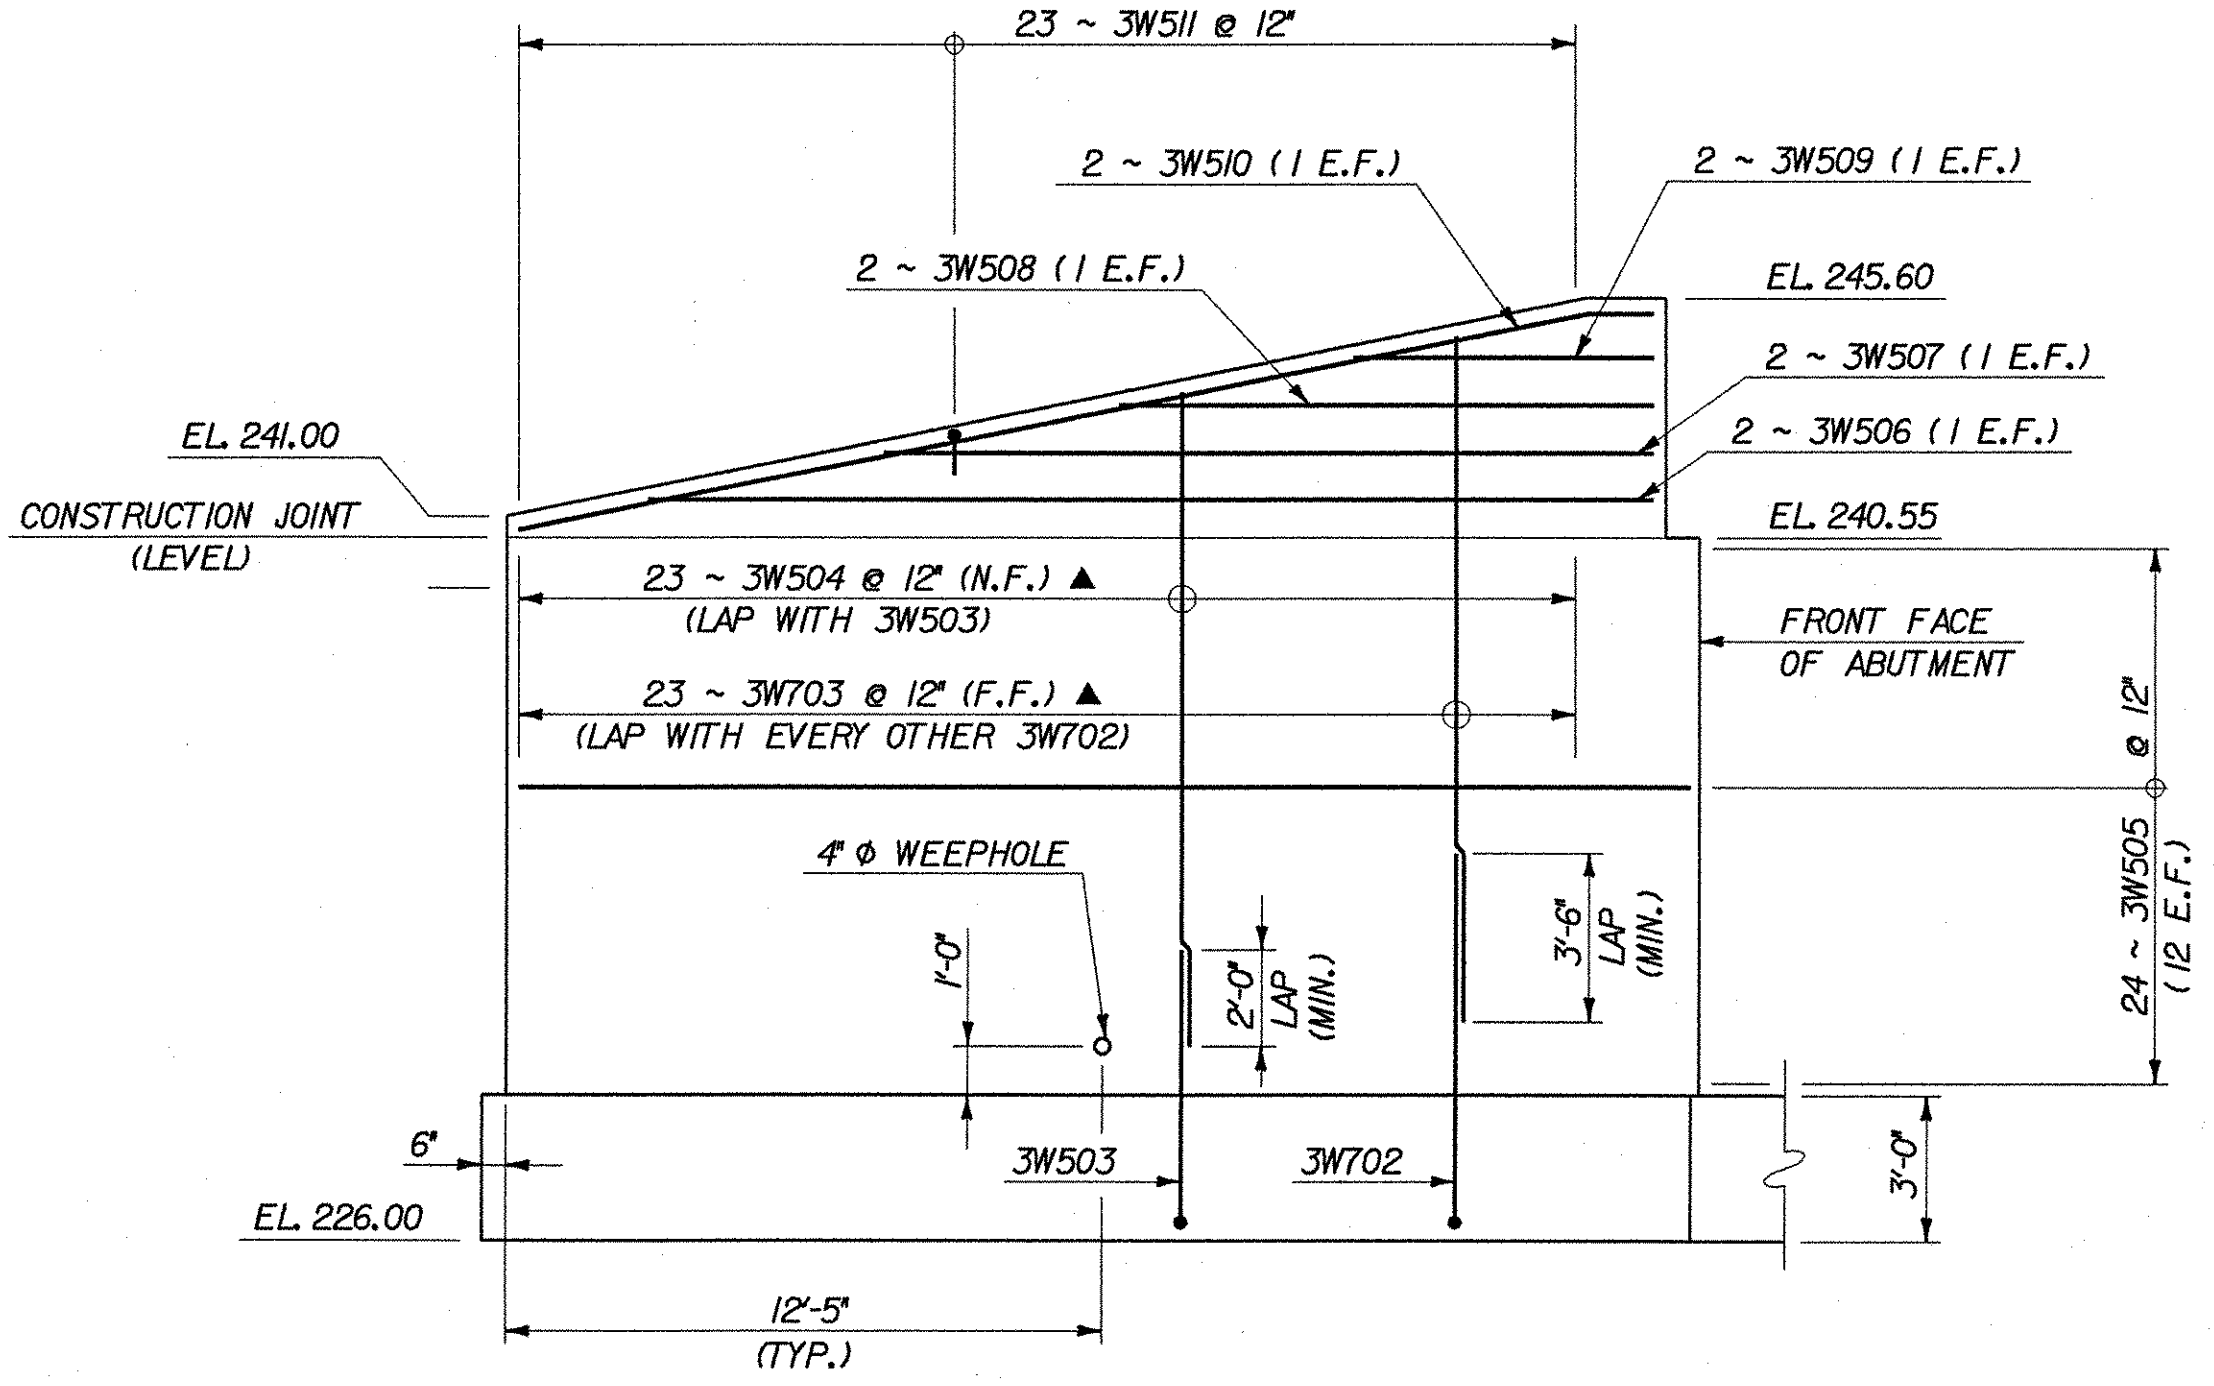 23 ~ 3W511 @ 12"
2 ~ 3W510 (1 E.F.)
2 ~ 3W509 (1 E.F.)
2 ~ 3W508 (1 E.F.)
EL. 245.60
2 ~ 3W507 (1 E.F.)
2 ~ 3W506 (1 E.F.)
EL. 241.00
CONSTRUCTION JOINT
(LEVEL)
EL. 240.55
23 ~ 3W504 @ 12" (N.F.) ▲
(LAP WITH 3W503)
FRONT FACE
OF ABUTMENT
23 ~ 3W703 @ 12" (F.F.) ▲
(LAP WITH EVERY OTHER 3W702)
24 ~ 3W505 @ 12"
(12 E.F.)
4" ϕ WEEPHOLE
1'-0"
2'-0"
LAP
(MIN.)
3'-6"
LAP
(MIN.)
6"
3W503
3W702
3'-0"
EL. 226.00
12'-5"
(TYP.)